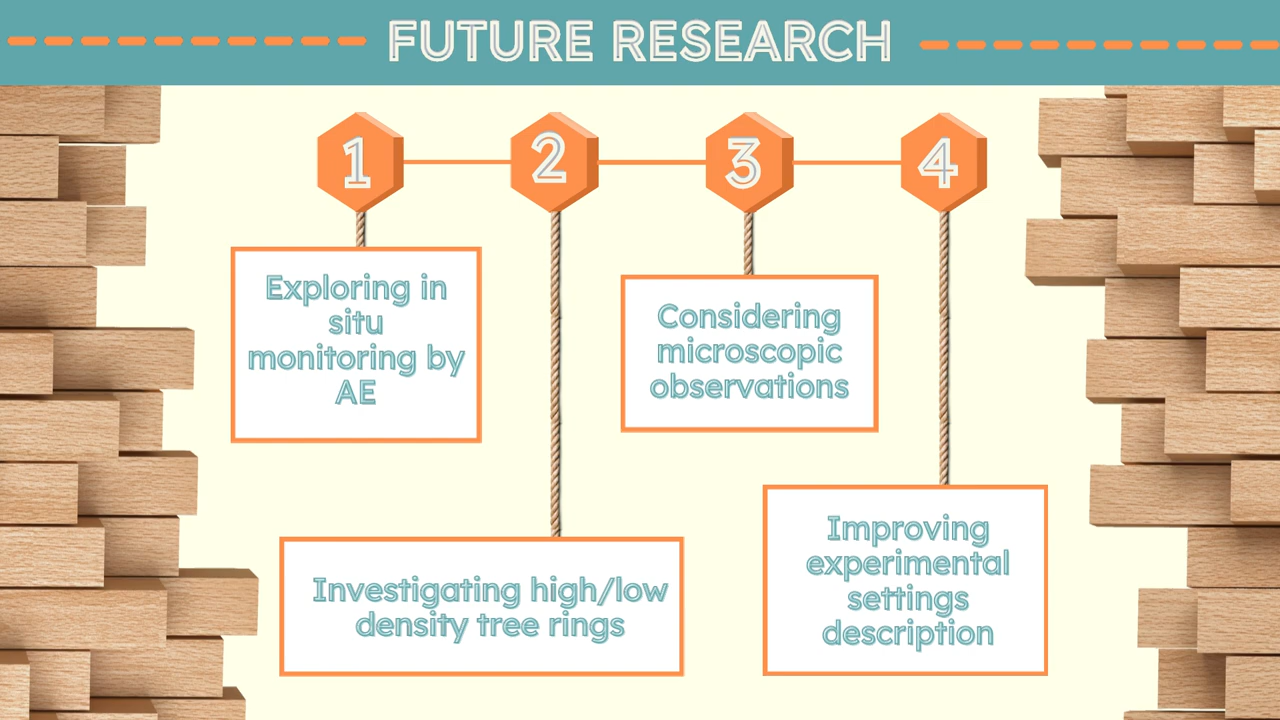 FUTURE RESEARCH
1
2
3
4
Exploring in
situ
monitoring by
AE
Investigating high/low
density tree rings
Considering
microscopic
observations
Improving
experimental
settings
description